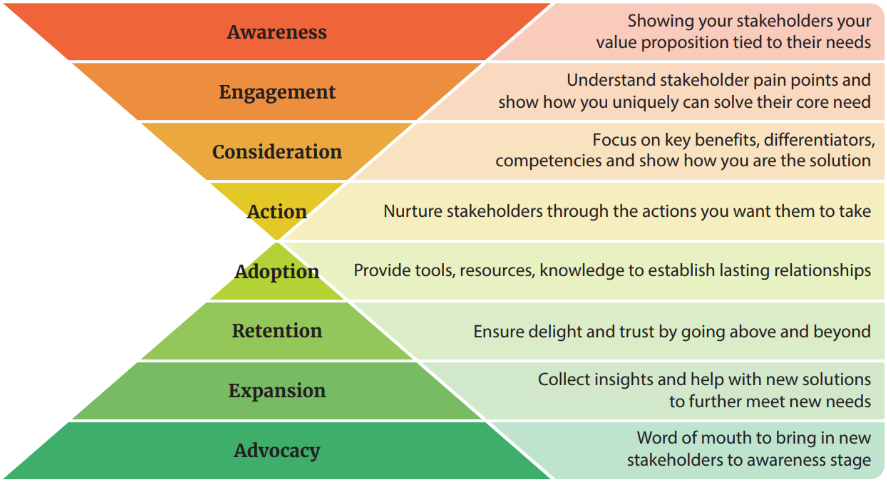 Awareness
Showing your stakeholders your
value proposition tied to their needs
Engagement
Understand stakeholder pain points and
show how you uniquely can solve their core need
Consideration
Focus on key benefits, differentiators,
competencies and show how you are the solution
Action
Nurture stakeholders through the actions you want them to take
Adoption
Provide tools, resources, knowledge to establish lasting relationships
Retention
Ensure delight and trust by going above and beyond
Expansion
Collect insights and help with new solutions
to further meet new needs
Advocacy
Word of mouth to bring in new
stakeholders to awareness stage